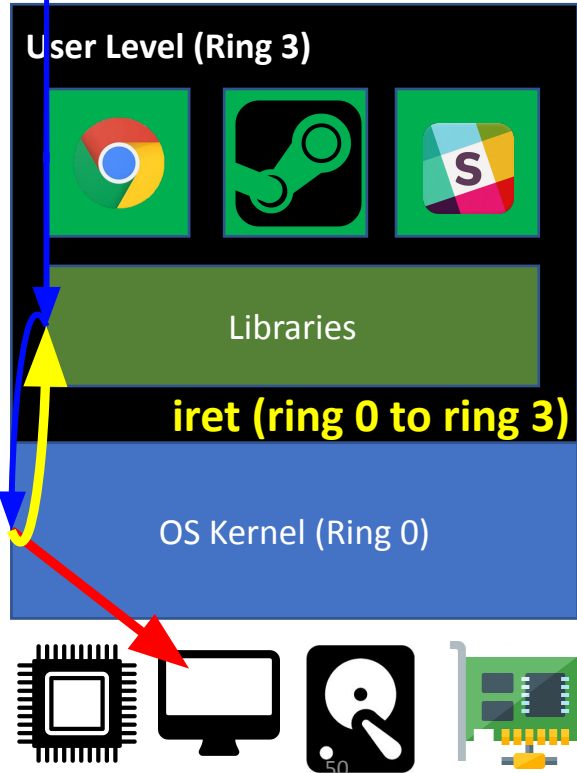 User Level (Ring 3)
S
Libraries
iret (ring 0 to ring 3)
OS Kernel (Ring 0)
50